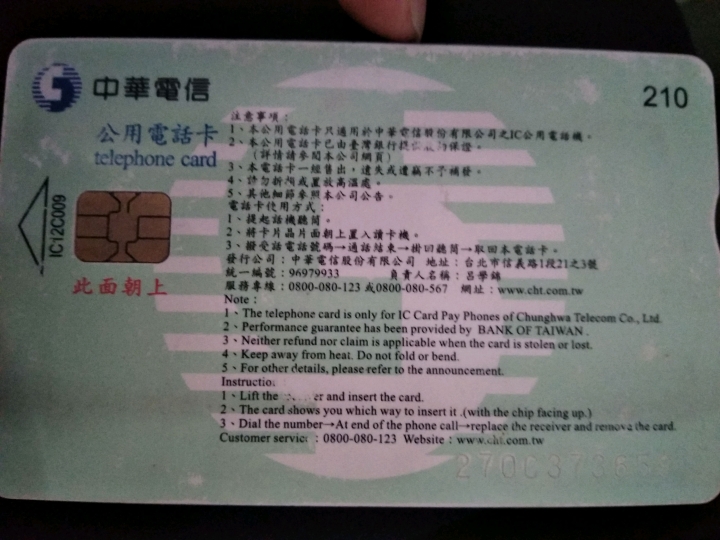 中華電信
210
公用電話卡
telephone card
IC12C009
此面朝上
注意事項：
1、本公用電話卡只適用於中華電信股份有限公司之IC公用電話機。
2、本公用電話卡已由臺灣銀行提供 保證。
（詳情請參閱本公司網頁）
3、本電話卡一經售出，遺失或遭竊不予補發。
4、請勿折彎或置放高溫處。
5、其他細節參照本公司公告。
電話卡使用方式：
1、提起話機聽筒。
2、將卡片晶片面朝上置入讀卡機。
3、撥受話電話號碼→通話結束→掛回聽筒→取回本電話卡。
發行公司：中華電信股份有限公司 地址：台北市信義路1段21之3號
統一編號：96979933 負責人名稱：呂學錦
服務專線：0800-080-123 或0800-080-567 網址：www.cht.com.tw
Note：
1、The telephone card is only for IC Card Pay Phones of Chunghwa Telecom Co., Ltd.
2、Performance guarantee has been provided by BANK OF TAIWAN .
3、Neither refund nor claim is applicable when the card is stolen or lost.
4、Keep away from heat. Do not fold or bend.
5、For other details, please refer to the announcement.
Instruction
1、Lift the and insert the card.
2、The card shows you which way to insert it .(with the chip facing up.)
3、Dial the number→At end of the phone call→replace the receiver and remove the card.
Customer service：0800-080-123 Website：www.cht.com.tw